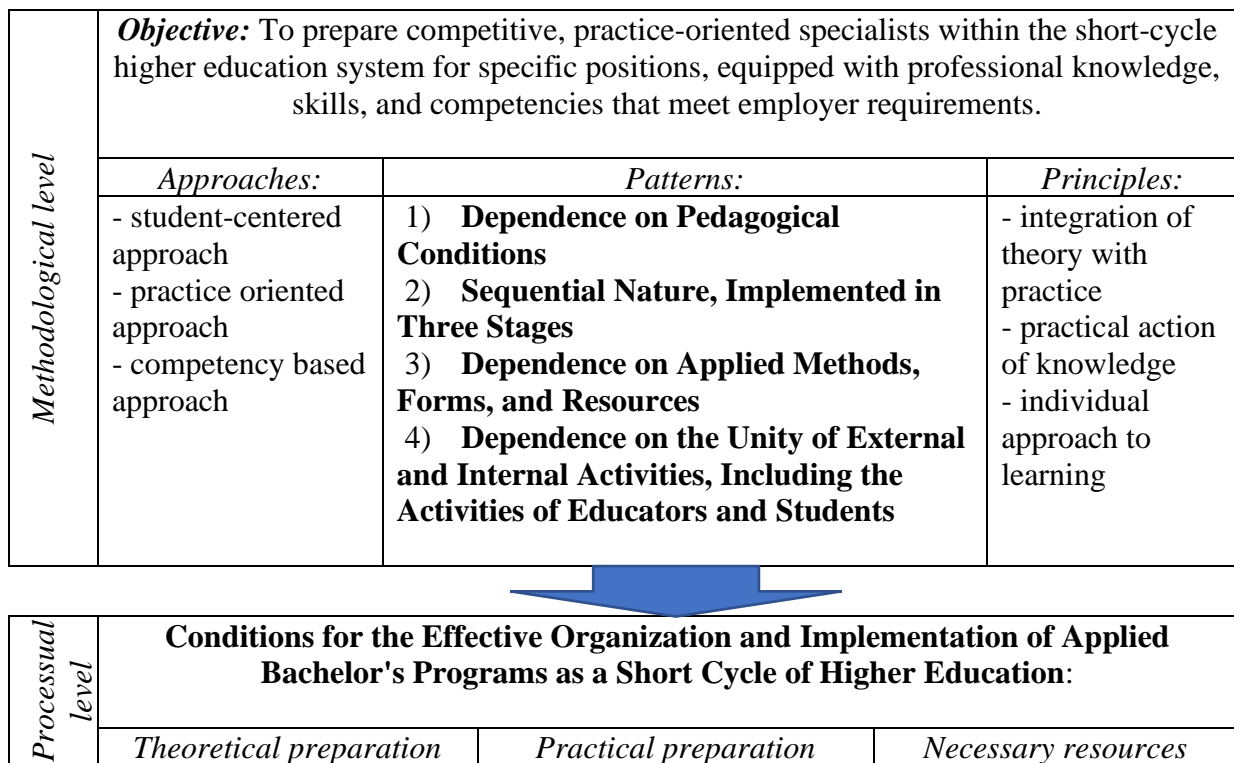 Methodological level
Objective: To prepare competitive, practice-oriented specialists within the short-cycle
higher education system for specific positions, equipped with professional knowledge,
skills, and competencies that meet employer requirements.
Approaches:
- student-centered
approach
- practice oriented
approach
- competency based
approach
Patterns:
1) Dependence on Pedagogical
Conditions
2) Sequential Nature, Implemented in
Three Stages
3) Dependence on Applied Methods,
Forms, and Resources
4) Dependence on the Unity of External
and Internal Activities, Including the
Activities of Educators and Students
Principles:
- integration of
theory with
practice
- practical action
of knowledge
- individual
approach to
learning
Processual
level
Conditions for the Effective Organization and Implementation of Applied
Bachelor's Programs as a Short Cycle of Higher Education:
Theoretical preparation
Practical preparation
Necessary resources